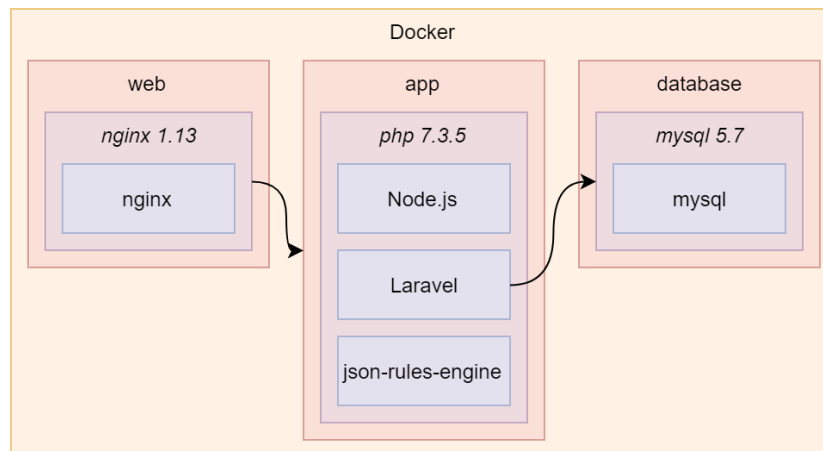 Docker
web
nginx 1.13
nginx
app
php 7.3.5
Node.js
Laravel
json-rules-engine
database
mysql 5.7
mysql